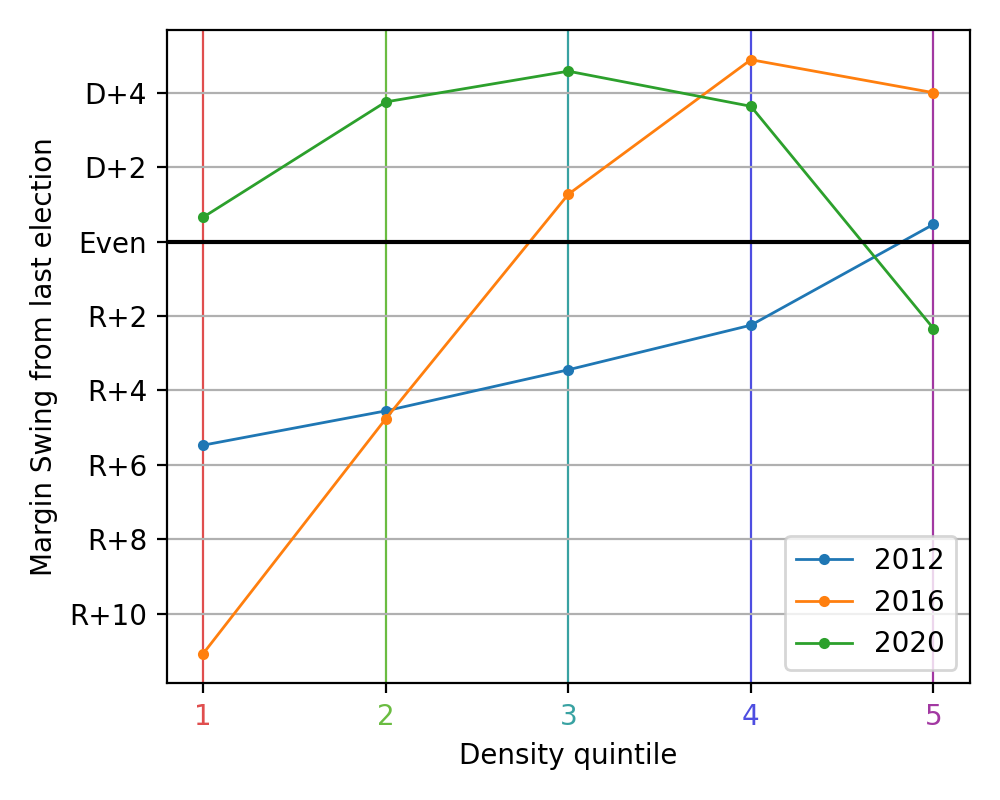 D+4
D+2
Even
R+2
R+4
R+6
R+8
R+10
Margin Swing from last election
2012
2016
2020
1 2 3 4 5
Density quintile